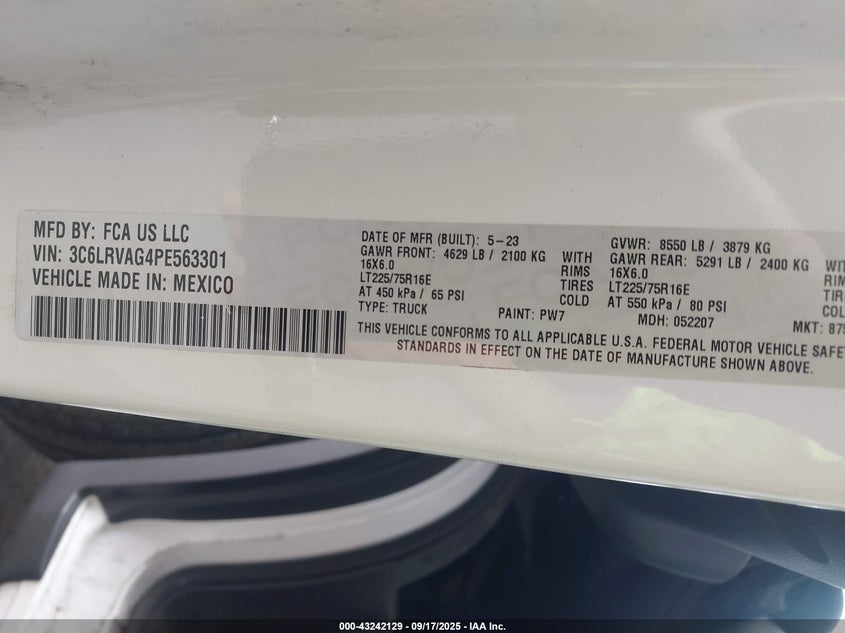 MFD BY: FCA US LLC
VIN: 3C6LRVAG4PE563301
VEHICLE MADE IN: MEXICO
DATE OF MFR (BUILT): 5-23
GAWR FRONT: 4629 LB / 2100 KG WITH
16X6.0 RIMS
LT225/75R16E TIRES
AT 450 kPa / 65 PSI COLD
TYPE: TRUCK PAINT: PW7
GVWR: 8550 LB / 3879 KG
GAWR REAR: 5291 LB / 2400 KG
16X6.0
LT225/75R16E
AT 550 kPa / 80 PSI
MDH: 052207 MKT:
THIS VEHICLE CONFORMS TO ALL APPLICABLE U.S.A. FEDERAL MOTOR VEHICLE
STANDARDS IN EFFECT ON THE DATE OF MANUFACTURE SHOWN ABOVE.
000-43242129 - 09/17/2025 - IAA Inc.